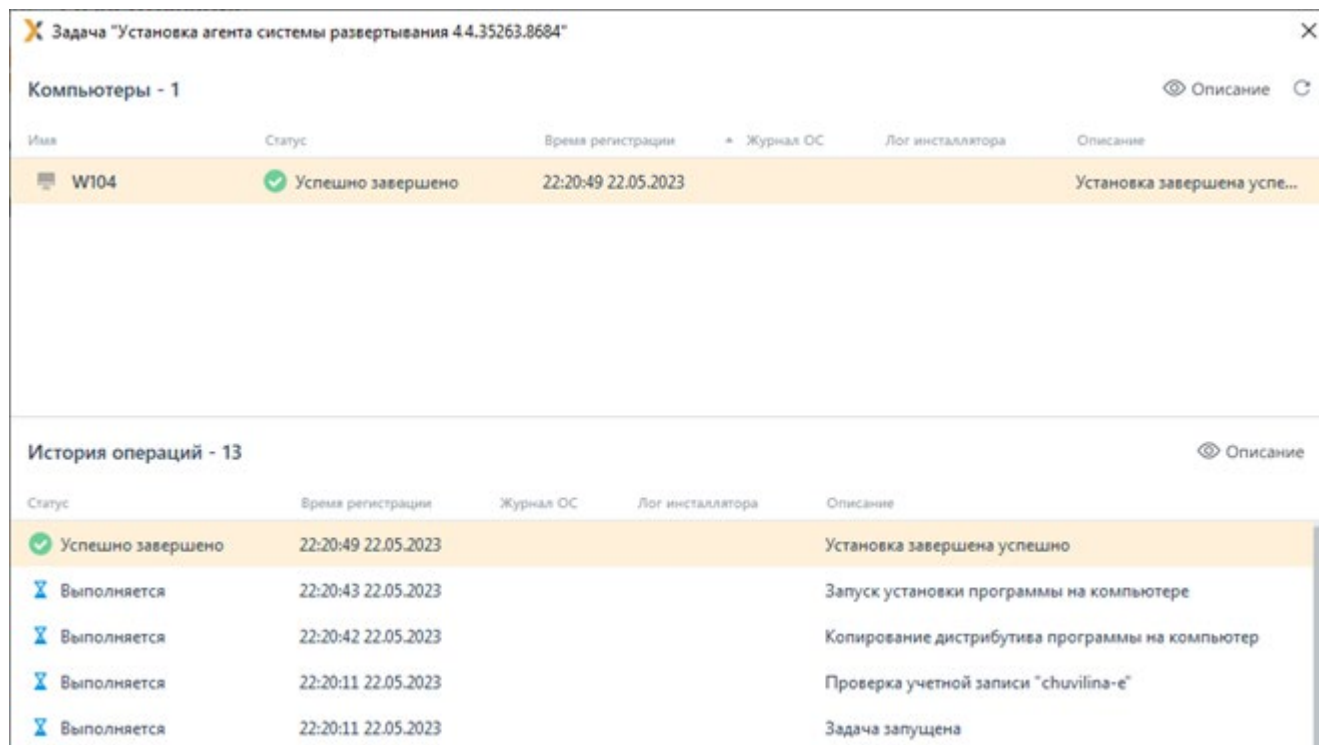 Задача "Установка агента системы развертывания 4.4.35263.8684"
Компьютеры - 1 Описание
Имя Статус Время регистрации Журнал ОС Лог инсталлятора Описание
W104 Успешно завершено 22:20:49 22.05.2023 Установка завершена успе...
История операций - 13 Описание
Статус Время регистрации Журнал ОС Лог инсталлятора Описание
Успешно завершено 22:20:49 22.05.2023 Установка завершена успешно
Выполняется 22:20:43 22.05.2023 Запуск установки программы на компьютере
Выполняется 22:20:42 22.05.2023 Копирование дистрибутива программы на компьютер
Выполняется 22:20:11 22.05.2023 Проверка учетной записи "chuvilina-e"
Выполняется 22:20:11 22.05.2023 Задача запущена